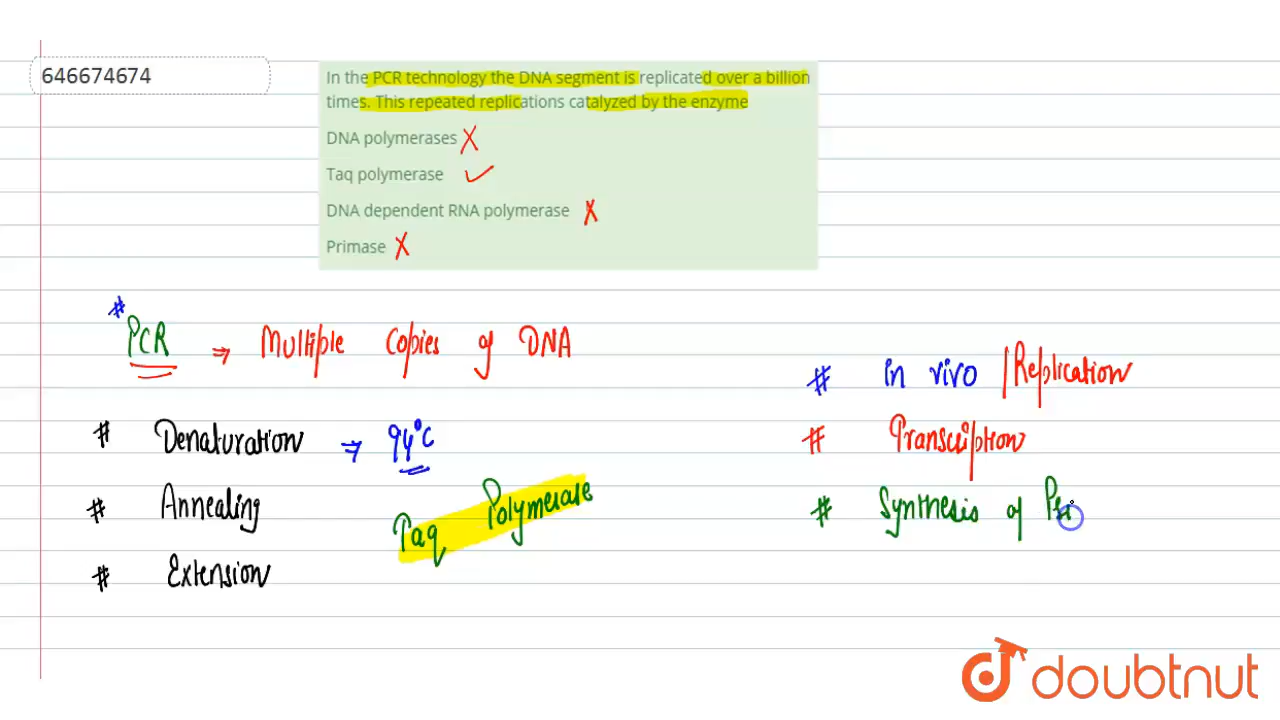 646674674
In the PCR technology the DNA segment is replicated over a billion
times. This repeated replications catalyzed by the enzyme
DNA polymerases X
Taq polymerase ✓
DNA dependent RNA polymerase X
Primase X
# PCR ⇒ Multiple Copies of DNA
# Denaturation ⇒ 94°C
# Annealing
Taq Polymerase
# Extension
# in vivo / Replication
# Transcription
# Synthesis of Pri
doubtnut